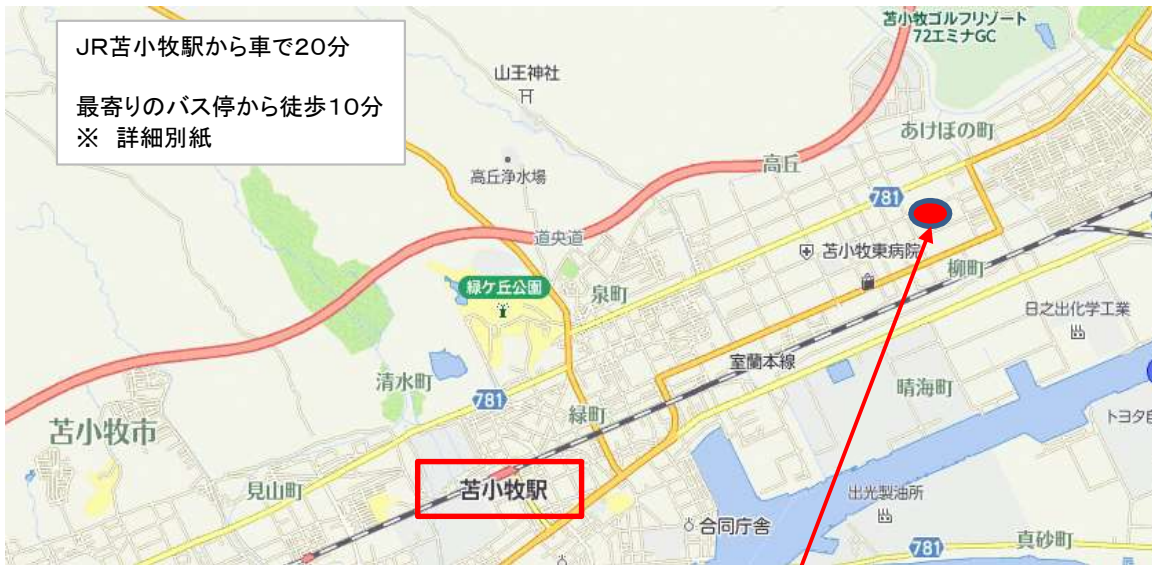 JR苫小牧駅から車で20分
最寄りのバス停から徒歩10分
※ 詳細別紙
苫小牧ゴルフリゾート
72エミナGC
山王神社
あけぼの町
高丘
高丘浄水場
781
道央道
苫小牧東病院
柳町
緑ケ丘公園
泉町
日之出化学工業
室蘭本線
清水町
781
晴海町
緑町
トヨタ自
苫小牧市
見山町
苫小牧駅
出光製油所
合同庁舎
781
真砂町